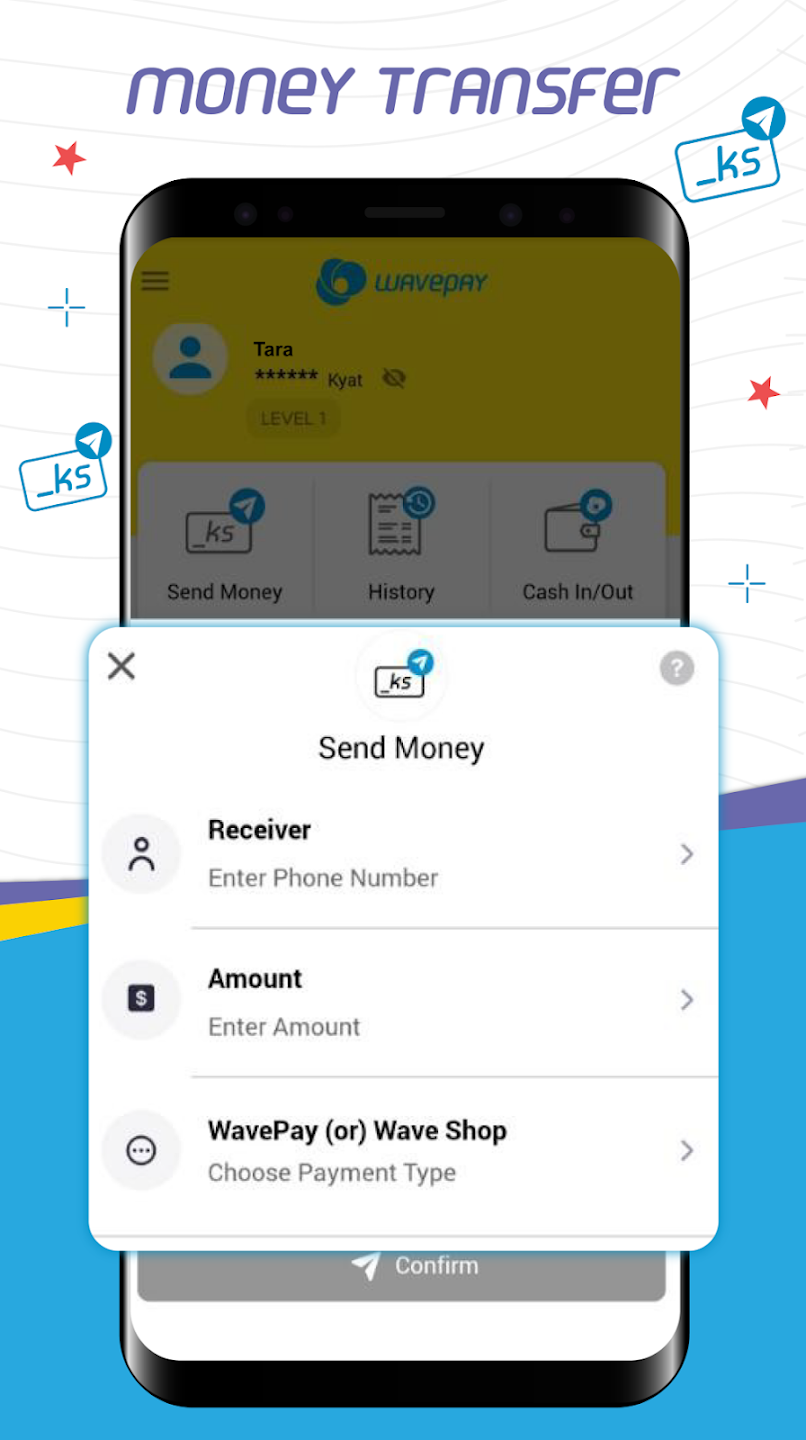 MONEY TRANSFER
_ks
WAVEPAY
Tara
****** Kyat
LEVEL 1
_ks
_ks
Send Money
History
Cash In/Out
_ks
?
Send Money
Receiver
Enter Phone Number
$
Amount
Enter Amount
WavePay (or) Wave Shop
Choose Payment Type
Confirm